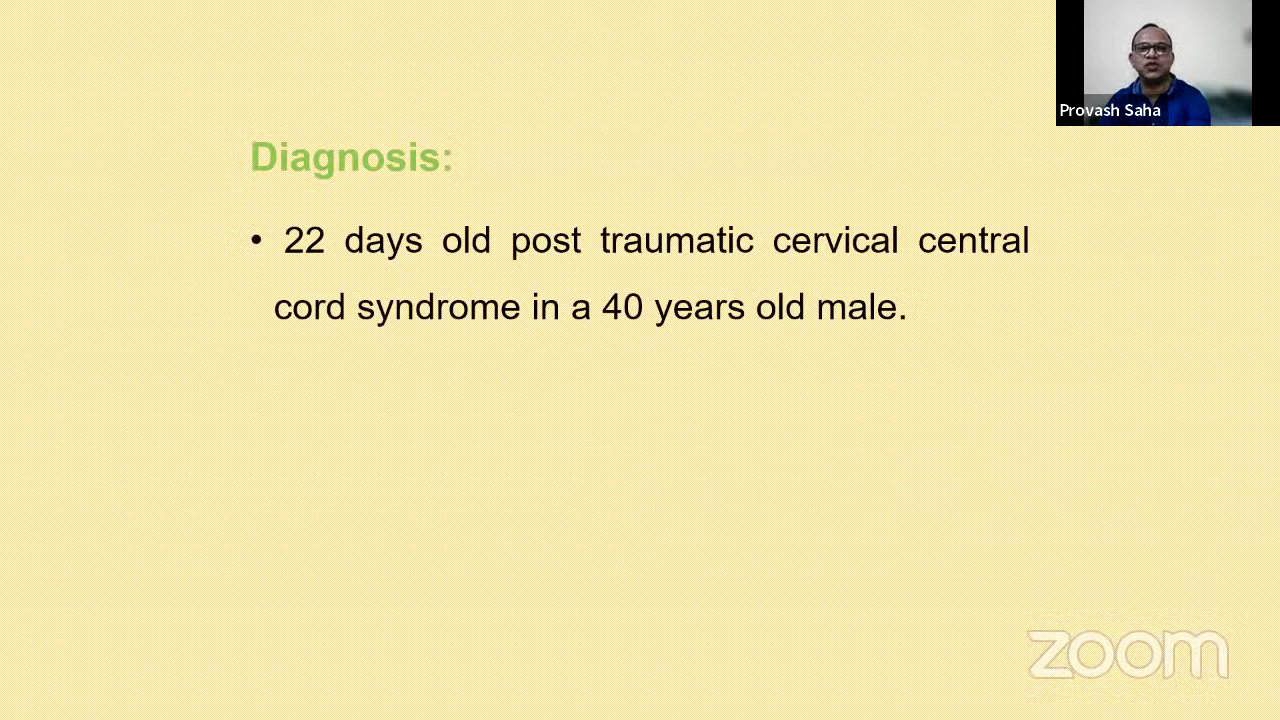 Provash Saha
Diagnosis:
• 22 days old post traumatic cervical central
cord syndrome in a 40 years old male.
zoom